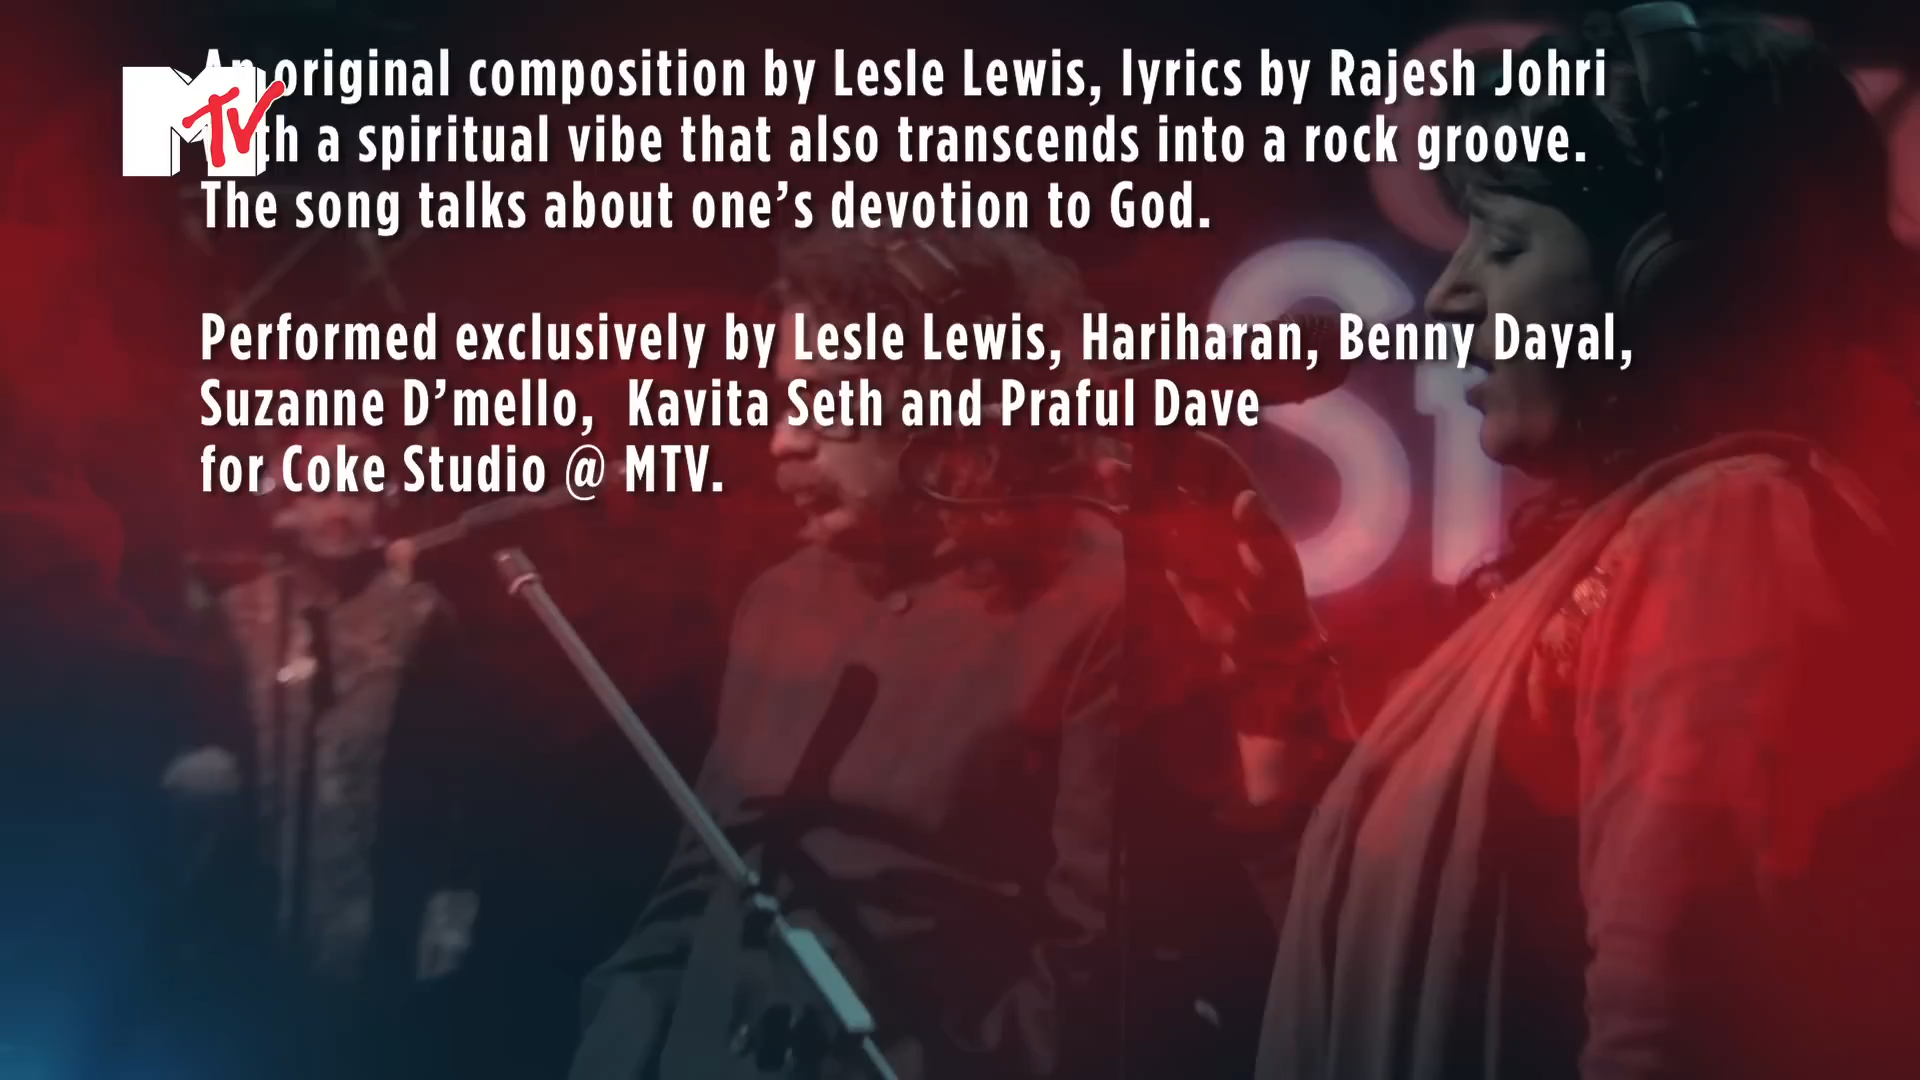 MTV
An original composition by Lesle Lewis, lyrics by Rajesh Johri
with a spiritual vibe that also transcends into a rock groove.
The song talks about one’s devotion to God.
Performed exclusively by Lesle Lewis, Hariharan, Benny Dayal,
Suzanne D’mello, Kavita Seth and Praful Dave
for Coke Studio @ MTV.